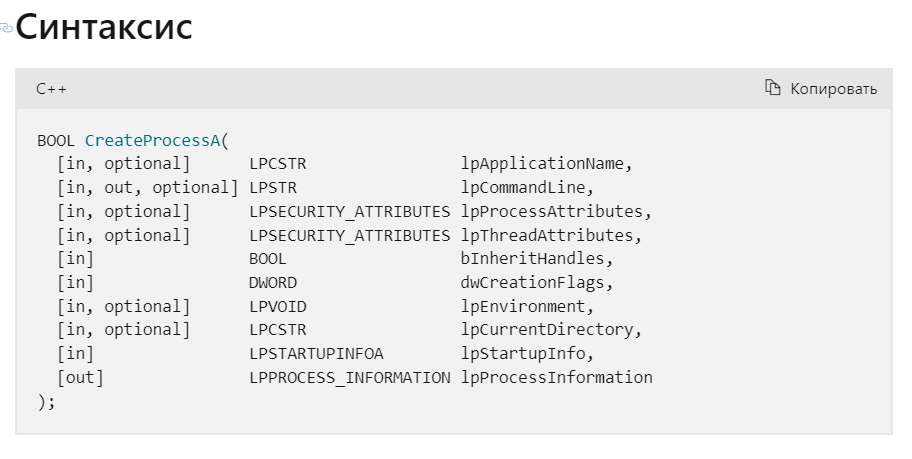 Синтаксис
C++
Копировать
BOOL CreateProcessA(
[in, optional] LPCSTR lpApplicationName,
[in, out, optional] LPSTR lpCommandLine,
[in, optional] LPSECURITY_ATTRIBUTES lpProcessAttributes,
[in, optional] LPSECURITY_ATTRIBUTES lpThreadAttributes,
[in] BOOL bInheritHandles,
[in] DWORD dwCreationFlags,
[in, optional] LPVOID lpEnvironment,
[in, optional] LPCSTR lpCurrentDirectory,
[in] LPSTARTUPINFOA lpStartupInfo,
[out] LPPROCESS_INFORMATION lpProcessInformation
);